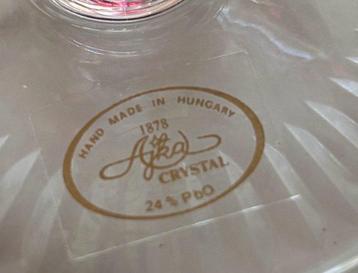 HAND MADE IN HUNGARY
1878
Ajka
CRYSTAL
24 % PbO